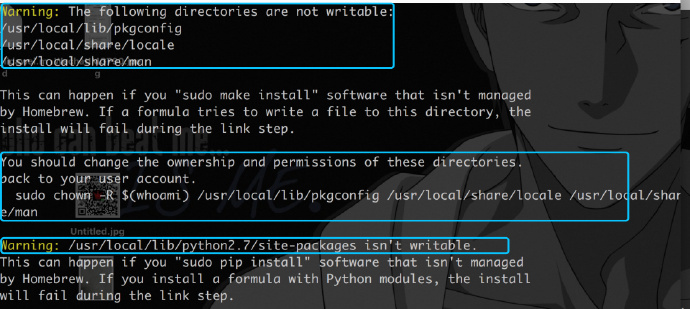 Warning: The following directories are not writable:
/usr/local/lib/pkgconfig
/usr/local/share/locale
/usr/local/share/man
This can happen if you "sudo make install" software that isn't managed
by Homebrew. If a formula tries to write a file to this directory, the
install will fail during the link step.
You should change the ownership and permissions of these directories.
back to your user account.
sudo chown -R $(whoami) /usr/local/lib/pkgconfig /usr/local/share/locale /usr/local/shar
e/man
Untitled.jpg
Warning: /usr/local/lib/python2.7/site-packages isn't writable.
This can happen if you "sudo pip install" software that isn't managed
by Homebrew. If you install a formula with Python modules, the install
will fail during the link step.